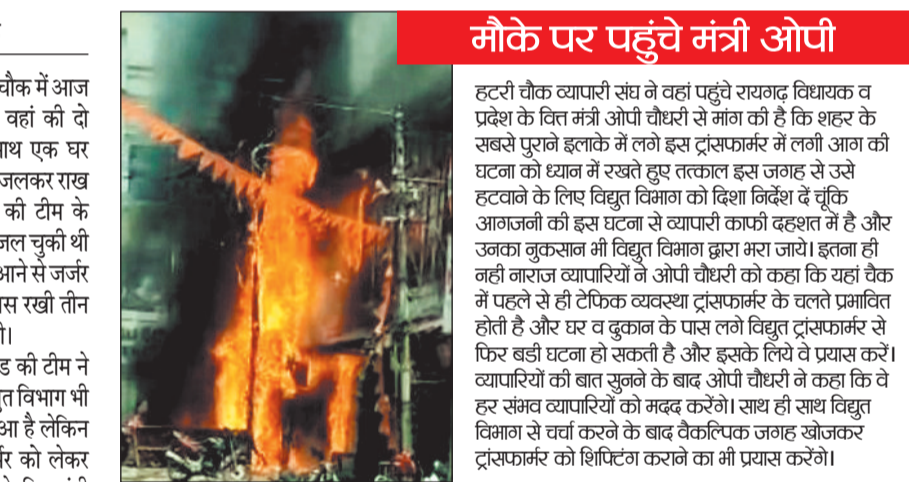 चौक में आज
वहां की दो
साथ एक घर
जलकर राख
की टीम के
जल चुकी थी
आने से जर्जर
रखी तीन
ड की टीम ने
विभाग भी
है लेकिन
को लेकर
मौके पर पहुंचे मंत्री ओपी
हटरी चौक व्यापारी संघ ने वहां पहुंचे रायगढ़ विधायक व
प्रदेश के वित्त मंत्री ओपी चौधरी से मांग की है कि शहर के
सबसे पुराने इलाके में लगे इस ट्रांसफार्मर में लगी आग की
घटना को ध्यान में रखते हुए तत्काल इस जगह से उसे
हटवाने के लिए विद्युत विभाग को दिशा निर्देश दें चूंकि
आगजनी की इस घटना से व्यापारी काफी दहशत में है और
उनका नुकसान भी विद्युत विभाग द्वारा भरा जाये। इतना ही
नही नाराज व्यापारियों ने ओपी चौधरी को कहा कि यहां चैक
में पहले से ही टेफिक व्यवस्था ट्रांसफार्मर के चलते प्रभावित
होती है और घर व दुकान के पास लगे विद्युत ट्रांसफार्मर से
फिर बडी घटना हो सकती है और इसके लिये वे प्रयास करें।
व्यापारियों की बात सुनने के बाद ओपी चौधरी ने कहा कि वे
हर संभव व्यापारियों को मदद करेंगे। साथ ही साथ विद्युत
विभाग से चर्चा करने के बाद वैकल्पिक जगह खोजकर
ट्रांसफार्मर को शिफ्टिंग कराने का भी प्रयास करेंगे।